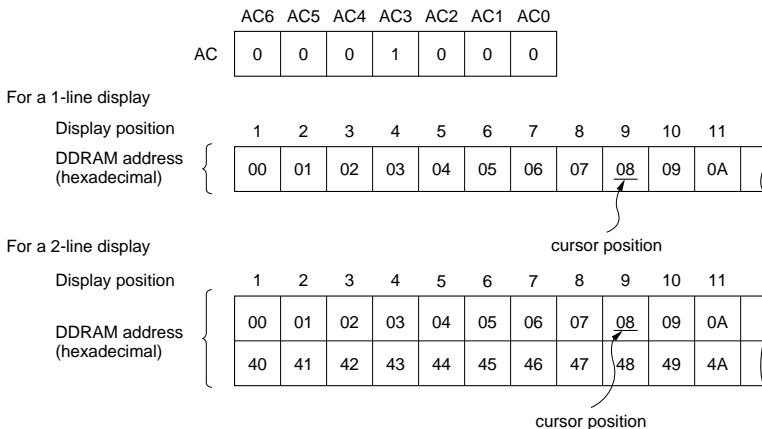 AC6 AC5 AC4 AC3 AC2 AC1 AC0
AC 0 0 0 1 0 0 0
For a 1-line display
Display position 1 2 3 4 5 6 7 8 9 10 11
DDRAM address
(hexadecimal)
00 01 02 03 04 05 06 07 08 09 0A
cursor position
For a 2-line display
Display position 1 2 3 4 5 6 7 8 9 10 11
DDRAM address
(hexadecimal)
00 01 02 03 04 05 06 07 08 09 0A
40 41 42 43 44 45 46 47 48 49 4A
cursor position